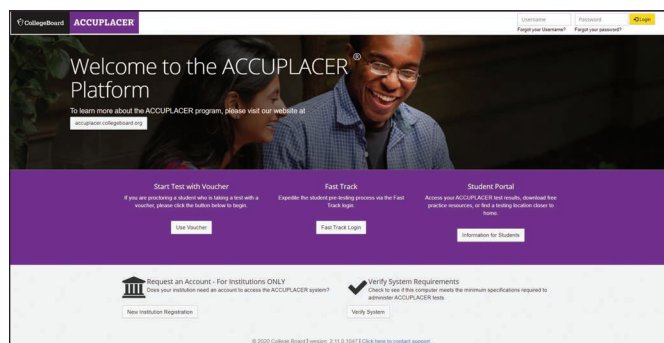 CollegeBoard ACCUPLACER
Username Password Login
Forgot your Username? Forgot your password?
Welcome to the ACCUPLACER ®
Platform
To learn more about the ACCUPLACER program, please visit our website at
accuplacer.collegeboard.org
Start Test with Voucher
If you are proctoring a student who is taking a test with a
voucher, please click the button below to begin.
Use Voucher
Fast Track
Expedite the student pre-testing process via the Fast
Track login.
Fast Track Login
Student Portal
Access your ACCUPLACER test results, download free
practice resources, or find a testing location closer to
home.
Information for Students
Request an Account - For Institutions ONLY
Does your institution need an account to access the ACCUPLACER system?
New Institution Registration
Verify System Requirements
Check to see if this computer meets the minimum specifications required to
administer ACCUPLACER tests.
Verify System
© 2020 College Board | version: 2.11.0.1047 | Click here to contact support